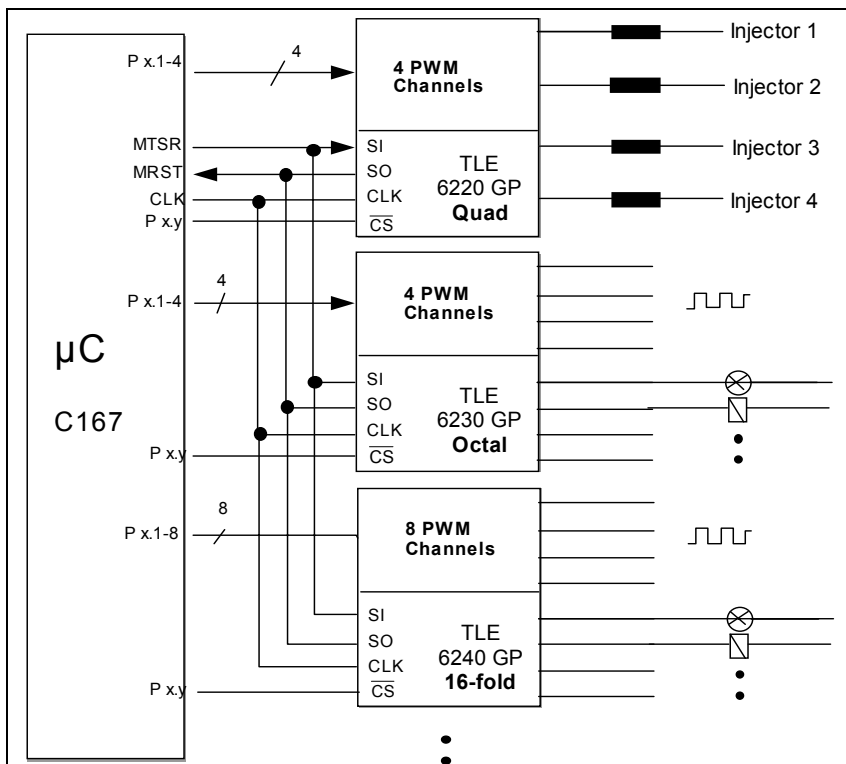 P x.1-4
4
4 PWM
Channels
Injector 1
Injector 2
MTSR
MRST
CLK
P x.y
SI
SO
CLK
CS
TLE
6220 GP
Quad
Injector 3
Injector 4
P x.1-4
4
4 PWM
Channels
µC
C167
SI
SO
CLK
CS
TLE
6230 GP
Octal
P x.y
P x.1-8
8
8 PWM
Channels
SI
SO
CLK
CS
TLE
6240 GP
16-fold
P x.y